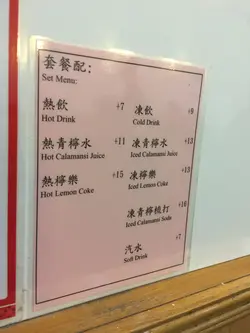 套餐配：
Set Menu:
熱飲 +7
Hot Drink
凍飲 +9
Cold Drink
熱青檸水 +11
Hot Calamansi Juice
凍青檸水 +13
Iced Calamansi Juice
熱檸樂 +15
Hot Lemon Coke
凍檸樂 +13
Iced Lemon Coke
凍青檸梳打 +16
Iced Calamansi Soda
汽水 +7
Soft Drink